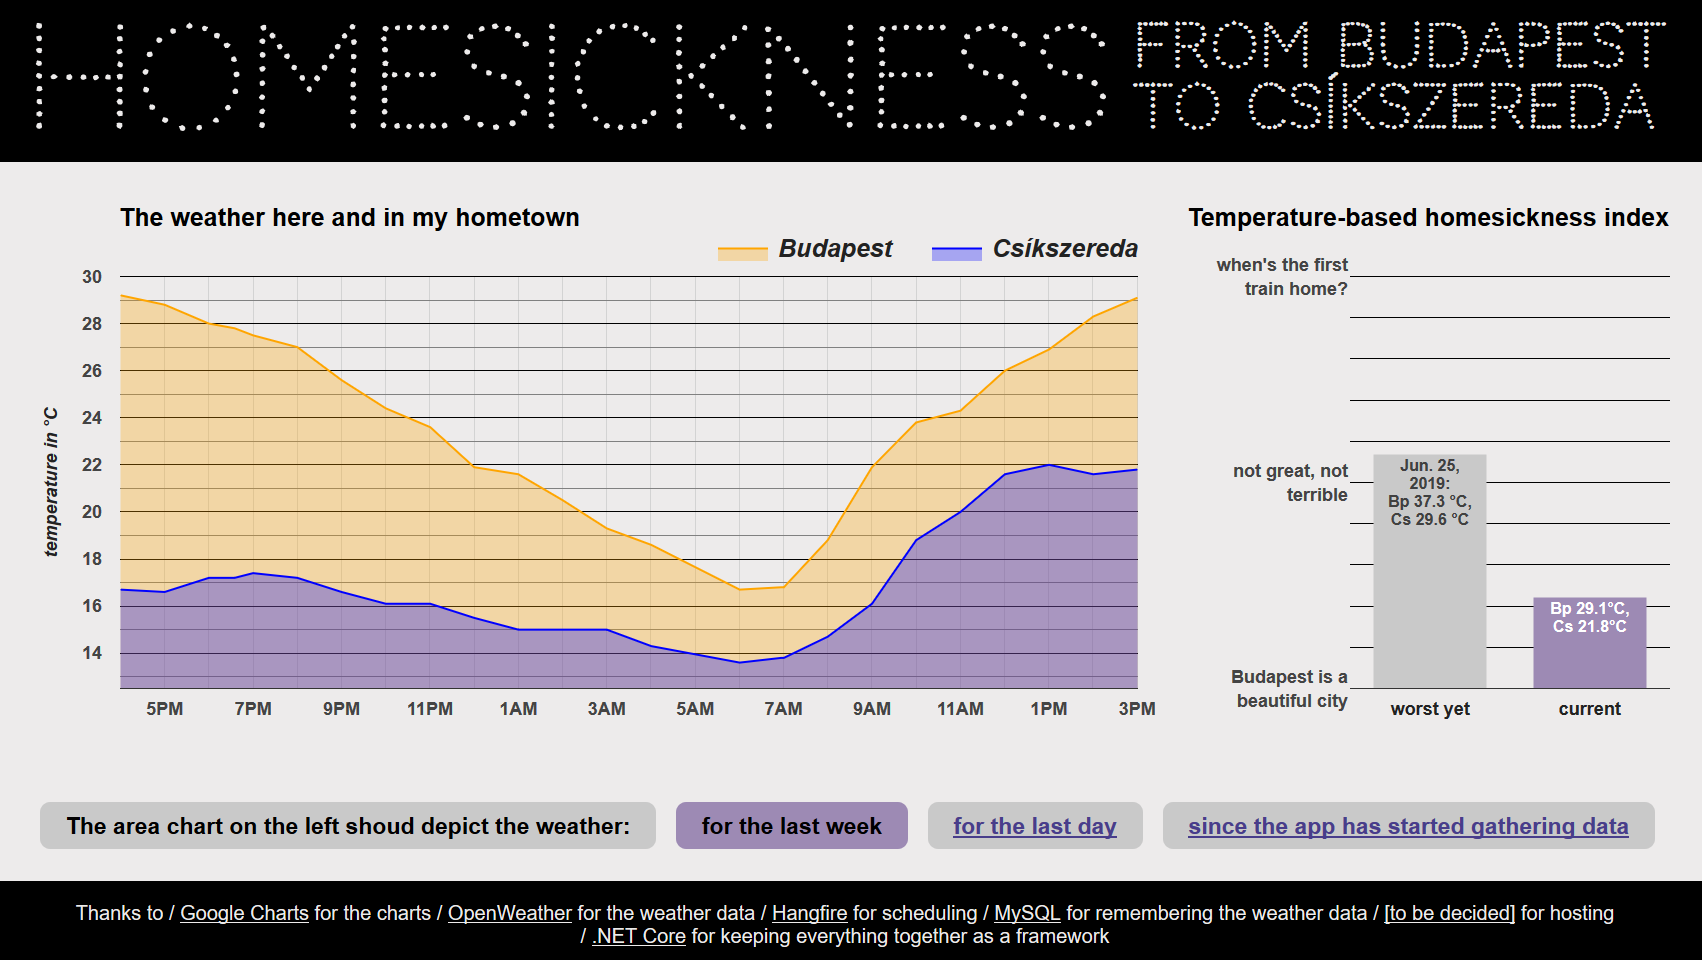 HOMESICKNESS
FROM BUDAPEST
TO CSÍKSZEREDA
The weather here and in my hometown
Budapest
Csíkszereda
30
28
26
24
22
20
18
16
14
temperature in °C
5PM
7PM
9PM
11PM
1AM
3AM
5AM
7AM
9AM
11AM
1PM
3PM
Temperature-based homesickness index
when's the first
train home?
not great, not
terrible
Budapest is a
beautiful city
Jun. 25,
2019:
Bp 37.3 °C,
Cs 29.6 °C
Bp 29.1°C,
Cs 21.8°C
worst yet
current
The area chart on the left shoud depict the weather:
for the last week
for the last day
since the app has started gathering data
Thanks to / Google Charts for the charts / OpenWeather for the weather data / Hangfire for scheduling / MySQL for remembering the weather data / [to be decided] for hosting
/ .NET Core for keeping everything together as a framework